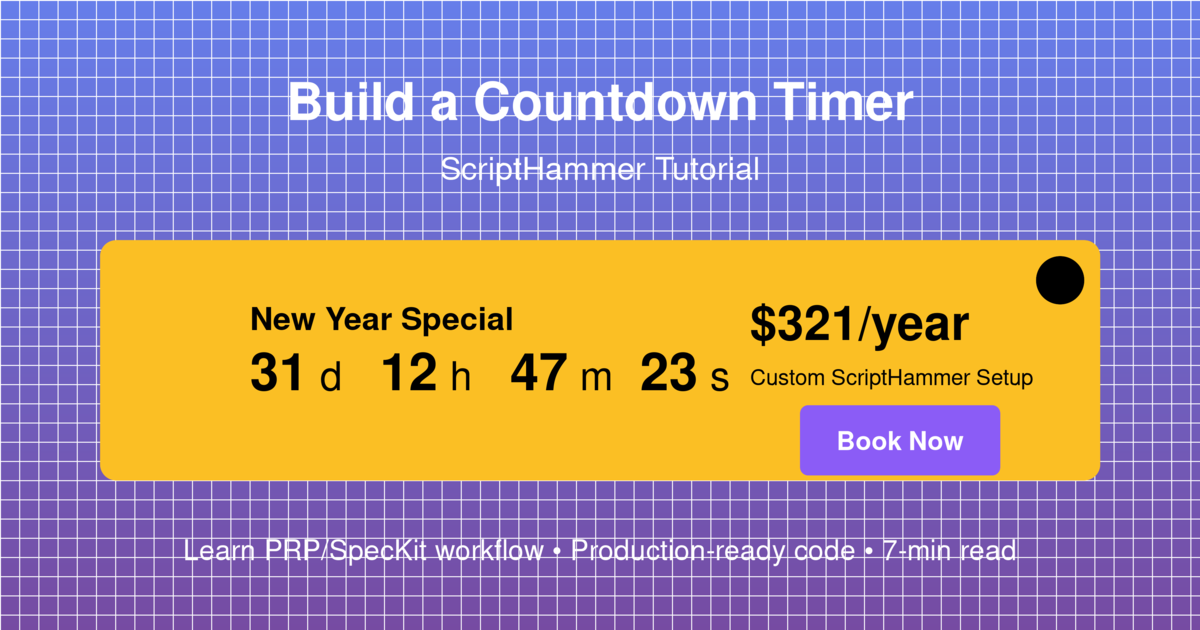 Build a Countdown Timer
ScriptHammer Tutorial
New Year Special
31 d 12 h 47 m 23 s
$321/year
Custom ScriptHammer Setup
Book Now
Learn PRP/SpecKit workflow • Production-ready code • 7-min read